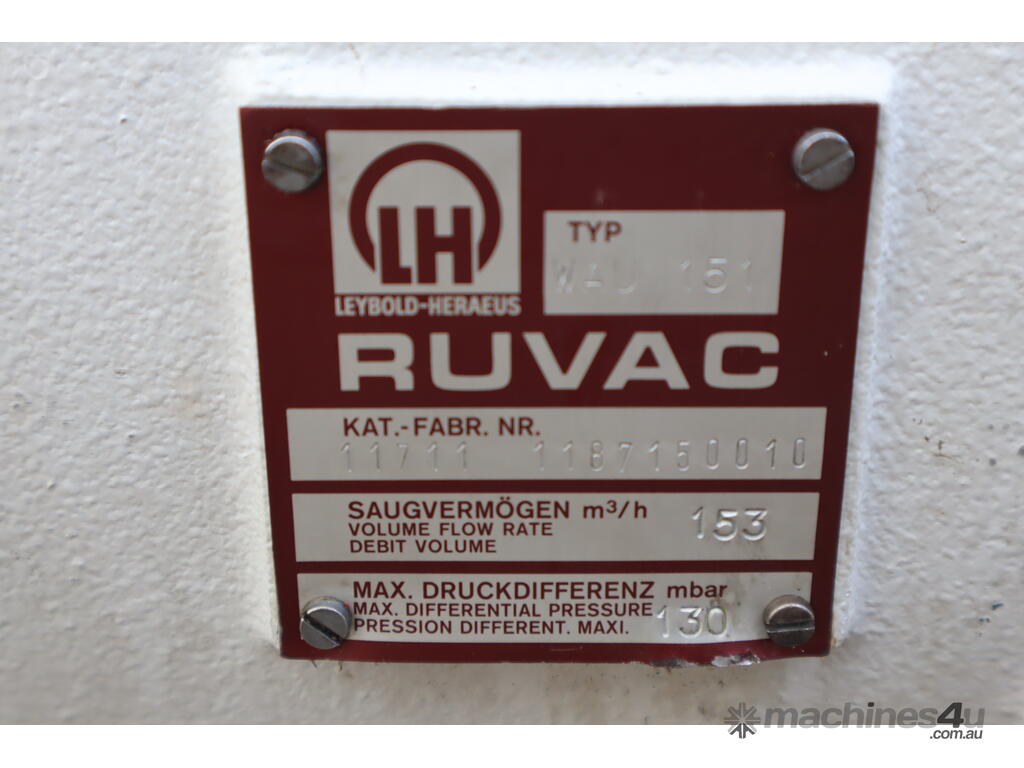 LH
LEYBOLD-HERAEUS
TYP
WAU 151
RUVAC
KAT.-FABR. NR.
11711 1187150010
SAUGVERMÖGEN m³/h 153
VOLUME FLOW RATE
DEBIT VOLUME
MAX. DRUCKDIFFERENZ mbar
MAX. DIFFERENTIAL PRESSURE 130
PRESSION DIFFERENT. MAXI.
machines4u
.com.au